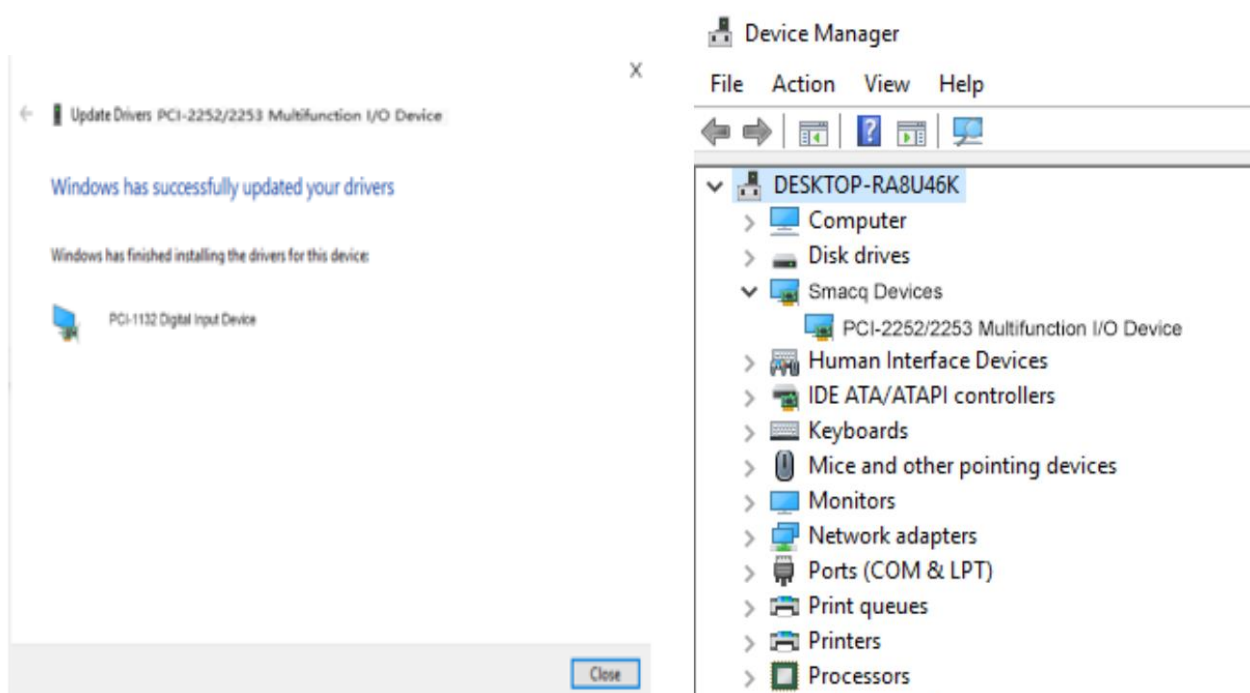 X
Update Drivers PCI-2252/2253 Multifunction I/O Device
Windows has successfully updated your drivers
Windows has finished installing the drivers for this device:
PCI-1132 Digital Input Device
Close
Device Manager
File Action View Help
DESKTOP-RA8U46K
Computer
Disk drives
Smacq Devices
PCI-2252/2253 Multifunction I/O Device
Human Interface Devices
IDE ATA/ATAPI controllers
Keyboards
Mice and other pointing devices
Monitors
Network adapters
Ports (COM & LPT)
Print queues
Printers
Processors